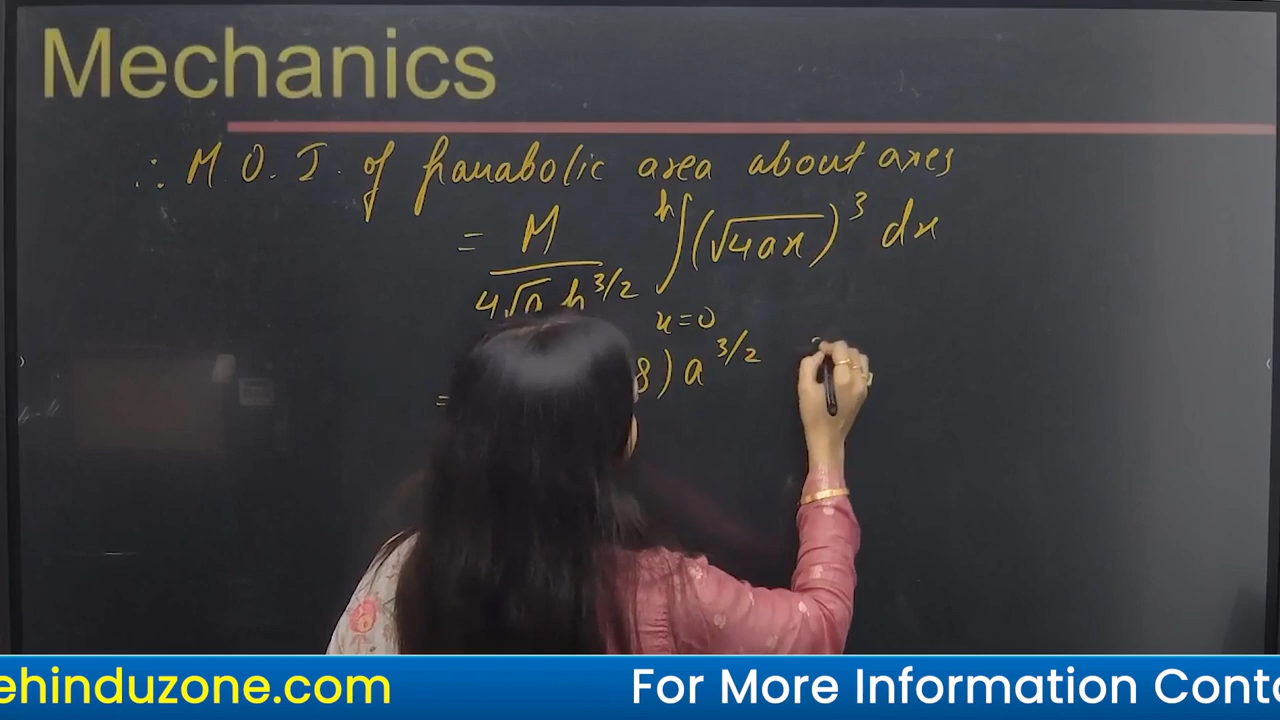 Mechanics
∴ M.O.I. of parabolic area about axes
= M / 4√a h^3/2 ∫ h x=0 (√4ax)^3 dx
= 8) a^3/2
ehinduzone.com For More Information Conta